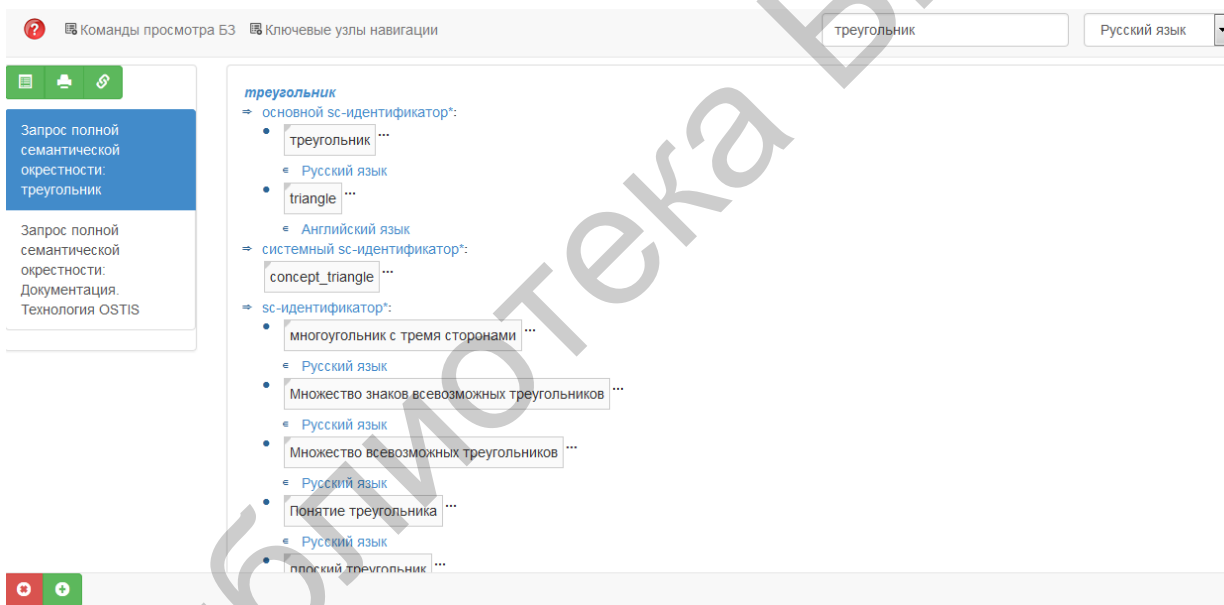 Команды просмотра БЗ Ключевые узлы навигации треугольник Русский язык
Запрос полной
семантической
окрестности:
треугольник
Запрос полной
семантической
окрестности:
Документация.
Технология OSTIS
треугольник
⇒ основной sc-идентификатор*:
• треугольник ...
∊ Русский язык
• triangle ...
∊ Английский язык
⇒ системный sc-идентификатор*:
concept_triangle ...
⇒ sc-идентификатор*:
• многоугольник с тремя сторонами ...
∊ Русский язык
• Множество знаков всевозможных треугольников ...
∊ Русский язык
• Множество всевозможных треугольников ...
∊ Русский язык
• Понятие треугольника ...
∊ Русский язык
• плоский треугольник ...